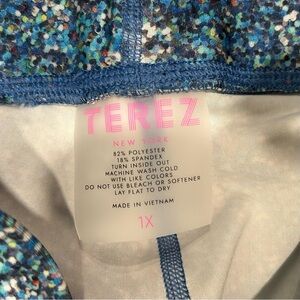 TEREZ
NEW YORK
82% POLYESTER
18% SPANDEX
TURN INSIDE OUT
MACHINE WASH COLD
WITH LIKE COLORS
DO NOT USE BLEACH OR SOFTENER
LAY FLAT TO DRY
MADE IN VIETNAM
1X